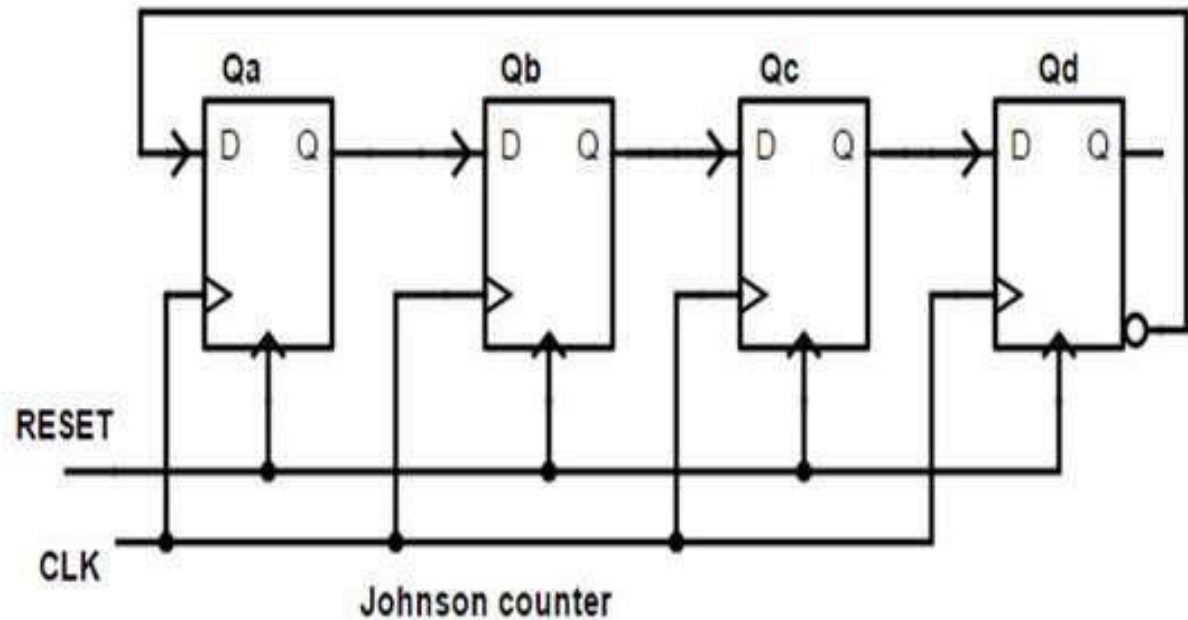 Qa Qb Qc Qd
D Q D Q D Q D Q
RESET
CLK
Johnson counter